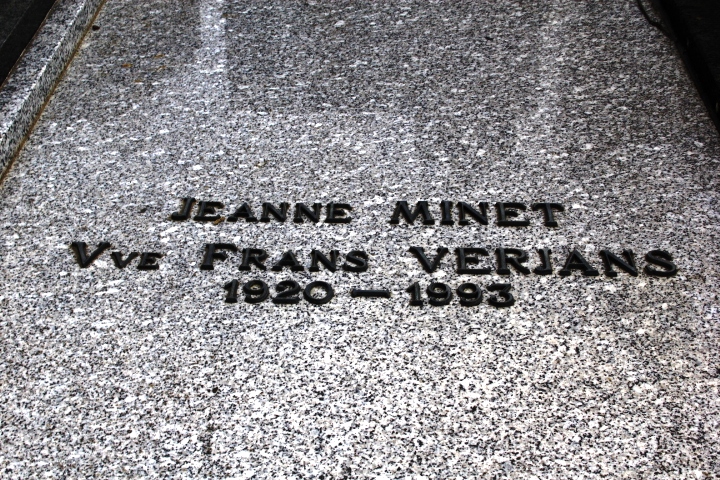 JEANNE MINET
Vve FRANS VERJANS
1920 – 1993